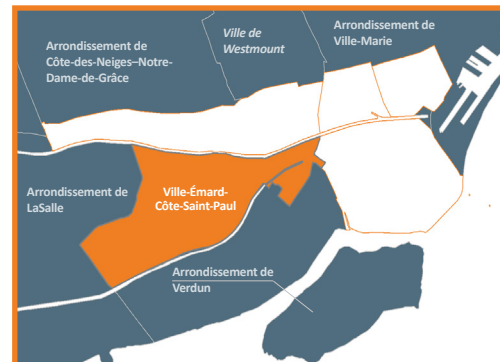 Arrondissement de
Côte-des-Neiges–Notre-
Dame-de-Grâce
Ville de
Westmount
Arrondissement de
Ville-Marie
Arrondissement de
LaSalle
Ville-Émard-
Côte-Saint-Paul
Arrondissement de
Verdun